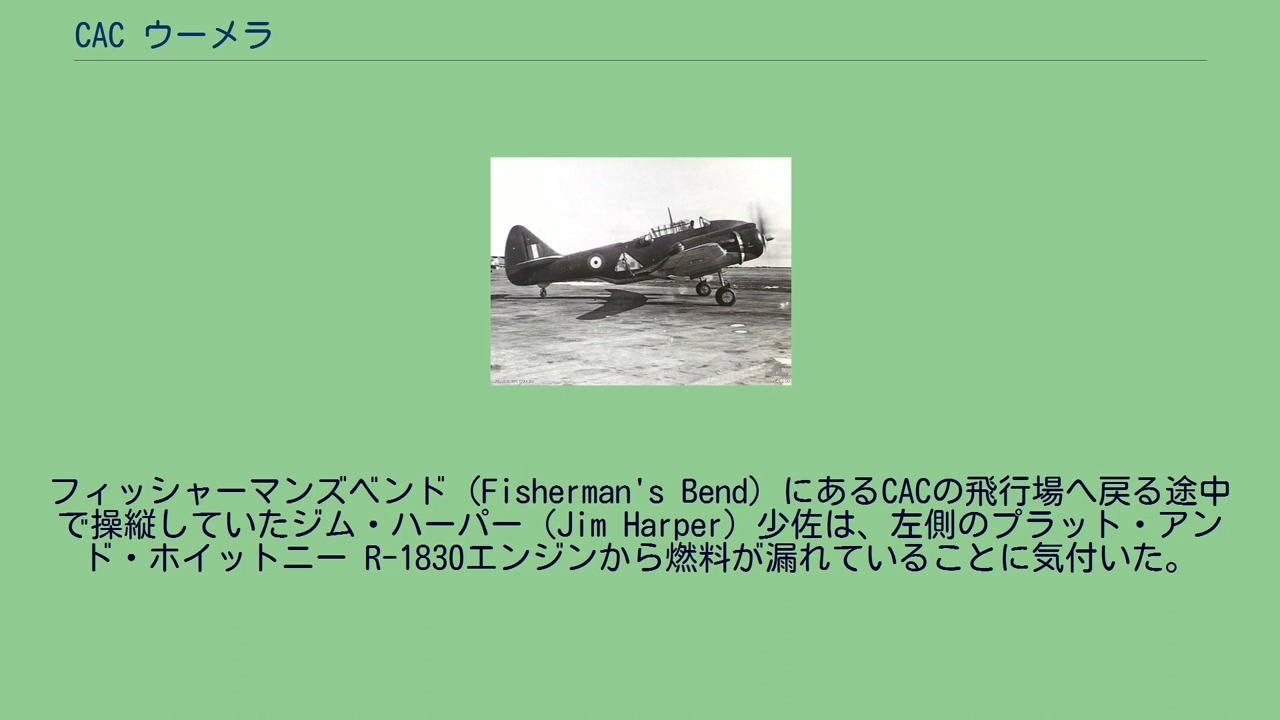 CAC ウーメラ
フィッシャーマンズベンド（Fisherman's Bend）にあるCACの飛行場へ戻る途中
で操縦していたジム・ハーパー（Jim Harper）少佐は、左側のプラット・アン
ド・ホイットニー R-1830エンジンから燃料が漏れていることに気付いた。